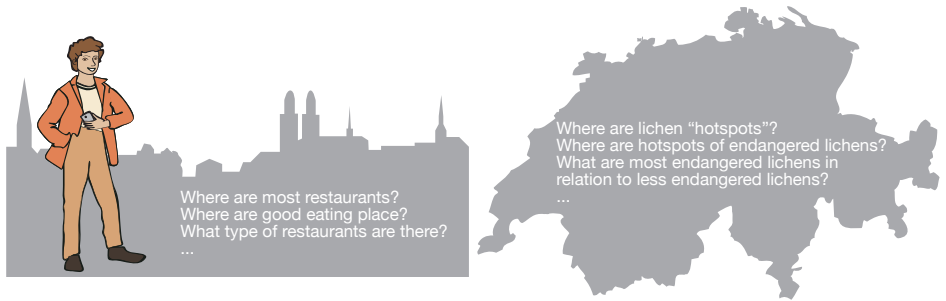 Where are most restaurants?
Where are good eating place?
What type of restaurants are there?
...
Where are lichen “hotspots”?
Where are hotspots of endangered lichens?
What are most endangered lichens in
relation to less endangered lichens?
...